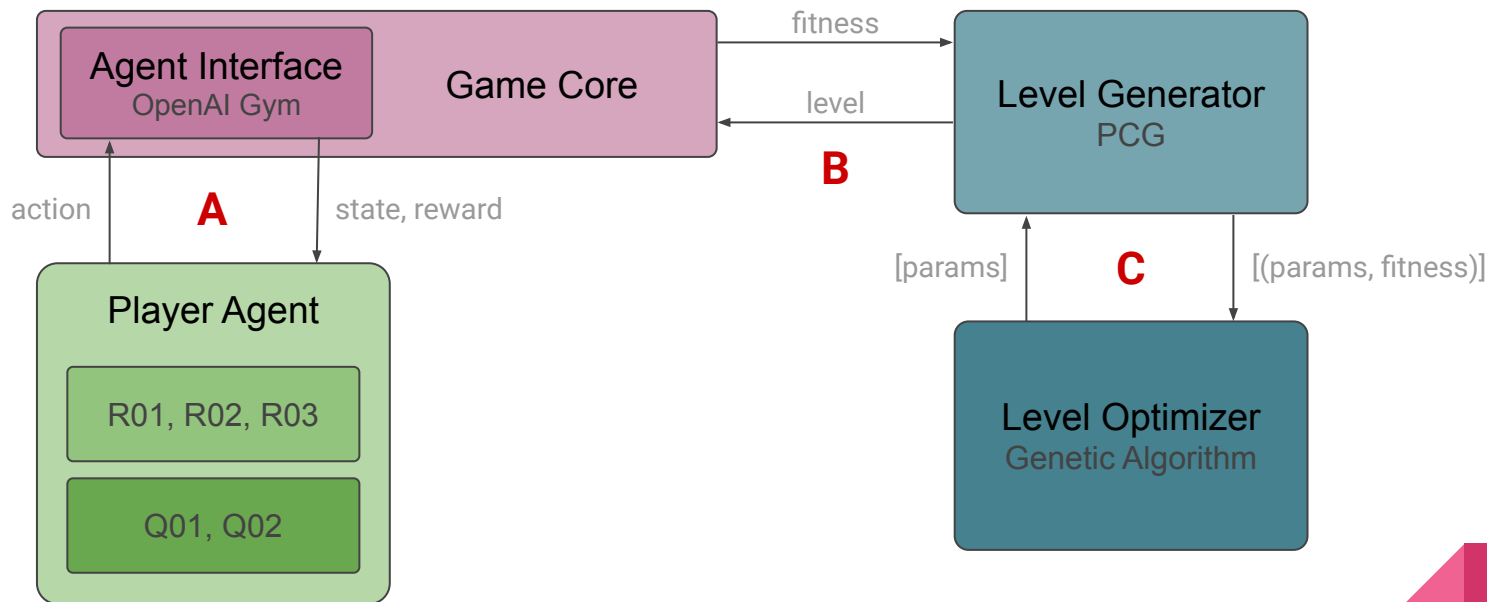 Agent Interface
OpenAI Gym
Game Core
fitness
level
Level Generator
PCG
B
action
A
state, reward
[params]
C
[(params, fitness)]
Player Agent
R01, R02, R03
Q01, Q02
Level Optimizer
Genetic Algorithm